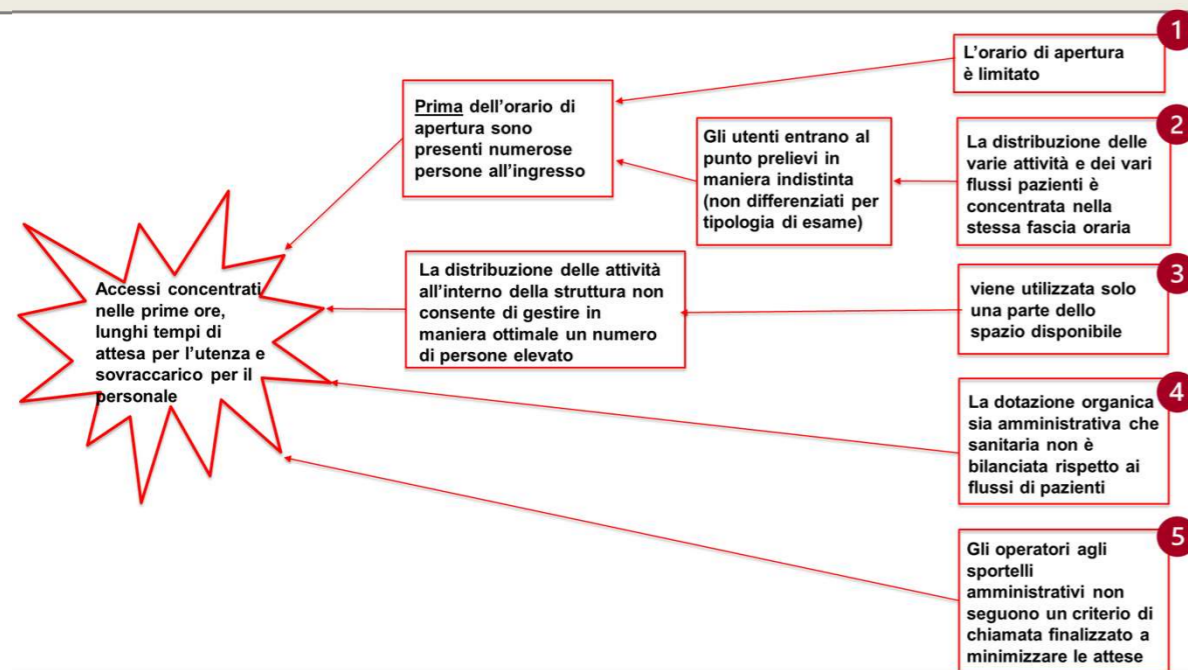 1
L'orario di apertura
è limitato
Prima dell'orario di
apertura sono
presenti numerose
persone all'ingresso
2
Gli utenti entrano al
punto prelievi in
maniera indistinta
(non differenziati per
tipologia di esame)
La distribuzione delle
varie attività e dei vari
flussi pazienti è
concentrata nella
stessa fascia oraria
Accessi concentrati
nelle prime ore,
lunghi tempi di
attesa per l'utenza e
sovraccarico per il
personale
La distribuzione delle attività
all'interno della struttura non
consente di gestire in
maniera ottimale un numero
di persone elevato
3
viene utilizzata solo
una parte dello
spazio disponibile
4
La dotazione organica
sia amministrativa che
sanitaria non è
bilanciata rispetto ai
flussi di pazienti
5
Gli operatori agli
sportelli
amministrativi non
seguono un criterio di
chiamata finalizzato a
minimizzare le attese